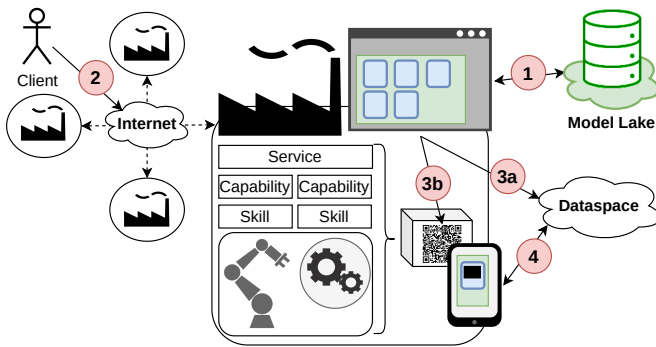 2
1
Client
Internet
Model Lake
Service
Capability
Capability
3b
3a
Skill
Skill
Dataspace
4